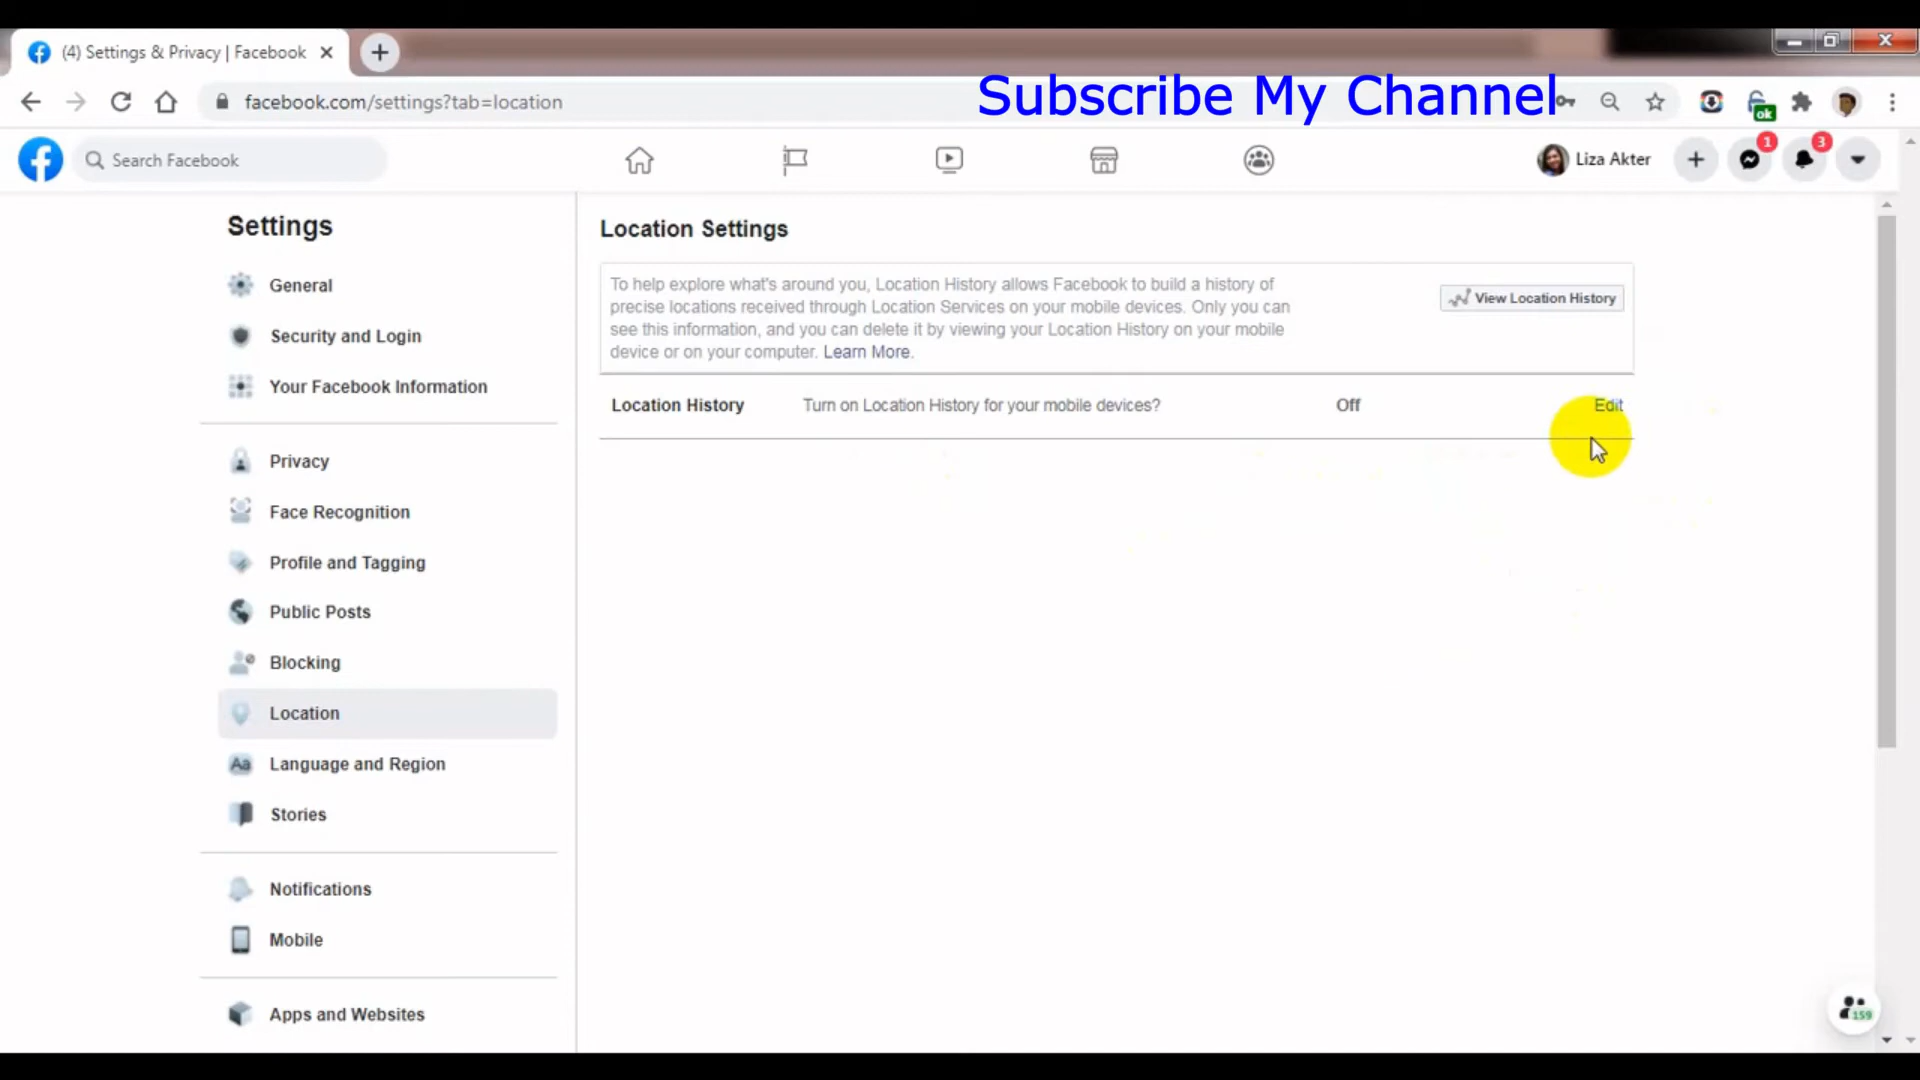 (4) Settings & Privacy | Facebook
facebook.com/settings?tab=location
Subscribe My Channel
ok
Search Facebook
Liza Akter
1
3
Settings
General
Security and Login
Your Facebook Information
Privacy
Face Recognition
Profile and Tagging
Public Posts
Blocking
Location
Aa Language and Region
Stories
Notifications
Mobile
Apps and Websites
Location Settings
To help explore what's around you, Location History allows Facebook to build a history of
precise locations received through Location Services on your mobile devices. Only you can
see this information, and you can delete it by viewing your Location History on your mobile
device or on your computer. Learn More.
View Location History
Location History Turn on Location History for your mobile devices? Off Edit
159